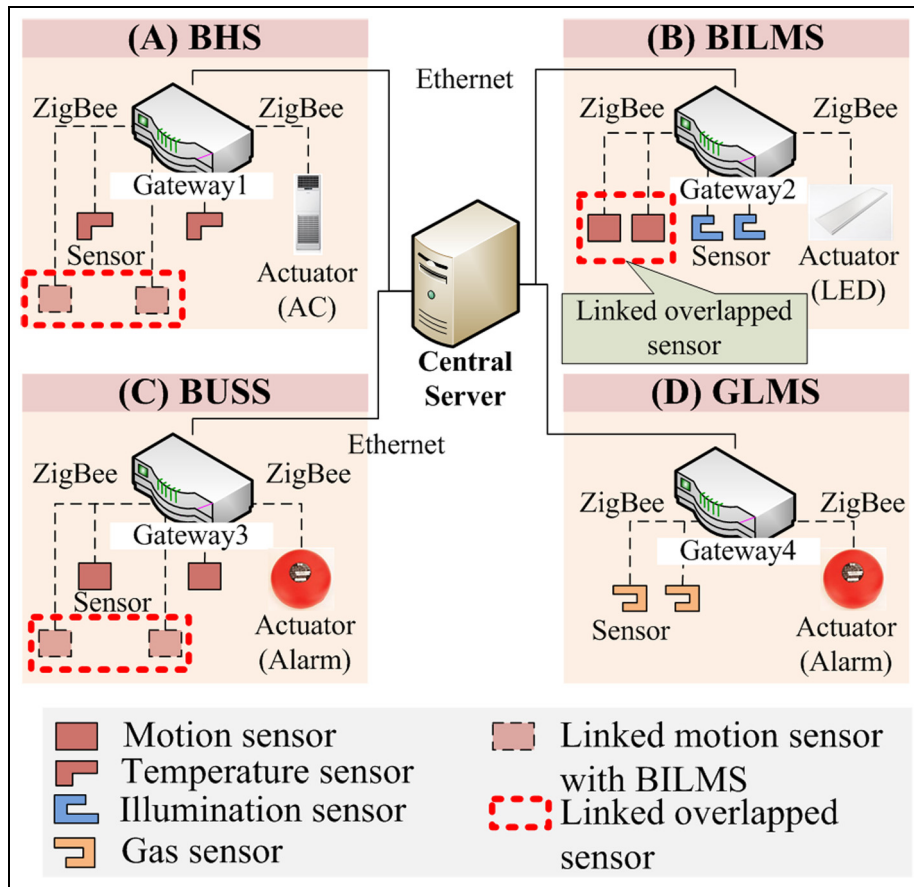 (A) BHS
(B) BILMS
Ethernet
ZigBee
ZigBee
Gateway1
Sensor
Actuator
(AC)
ZigBee
ZigBee
Gateway2
Sensor
Actuator
(LED)
Linked overlapped
sensor
Central
Server
(C) BUSS
(D) GLMS
Ethernet
ZigBee
ZigBee
Gateway3
Sensor
Actuator
(Alarm)
ZigBee
ZigBee
Gateway4
Sensor
Actuator
(Alarm)
Motion sensor
Temperature sensor
Illumination sensor
Gas sensor
Linked motion sensor
with BILMS
Linked overlapped
sensor